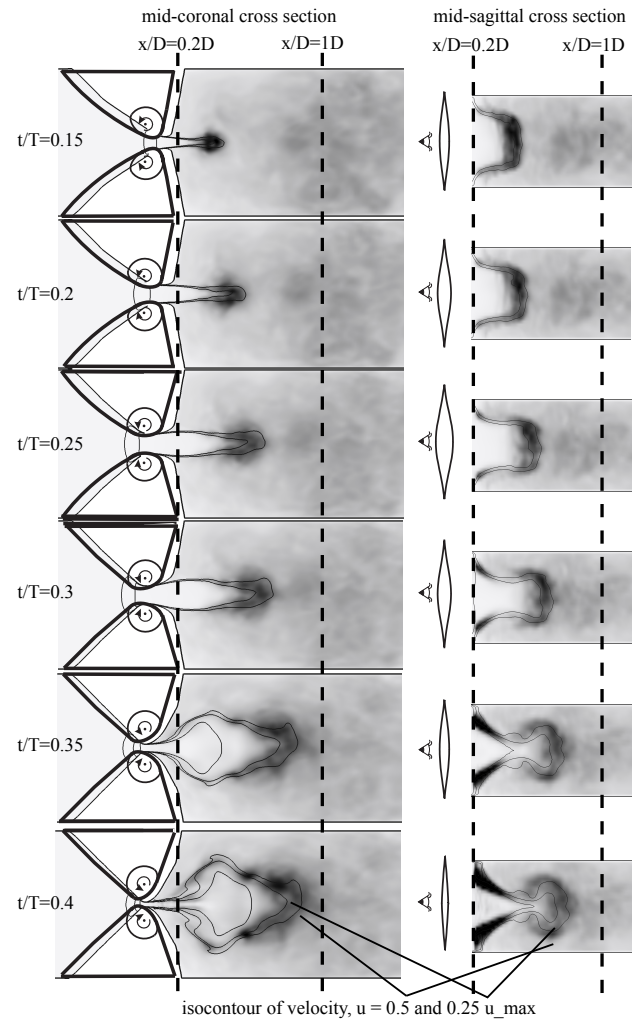 mid-coronal cross section mid-sagittal cross section
x/D=0.2D x/D=1D x/D=0.2D x/D=1D
t/T=0.15
t/T=0.2
t/T=0.25
t/T=0.3
t/T=0.35
t/T=0.4
isocontour of velocity, u = 0.5 and 0.25 u_max